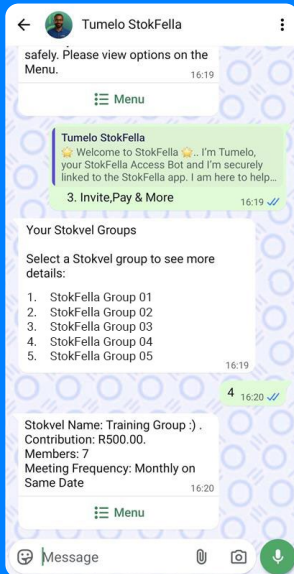 Tumelo StokFella
safely. Please view options on the
Menu.
16:19
Menu
Tumelo StokFella
⭐ Welcome to StokFella ⭐.. I'm Tumelo,
your StokFella Access Bot and I'm securely
linked to the StokFella app. I am here to help...
3. Invite,Pay & More
16:19
Your Stokvel Groups
Select a Stokvel group to see more
details:
1. StokFella Group 01
2. StokFella Group 02
3. StokFella Group 03
4. StokFella Group 04
5. StokFella Group 05
16:19
4 16:20
Stokvel Name: Training Group :) .
Contribution: R500.00.
Members: 7
Meeting Frequency: Monthly on
Same Date
16:20
Menu
Message